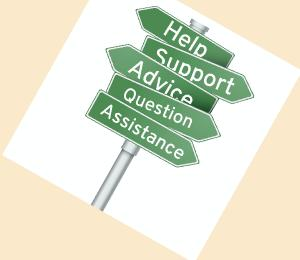 Help
Support
Advice
Question
Assistance